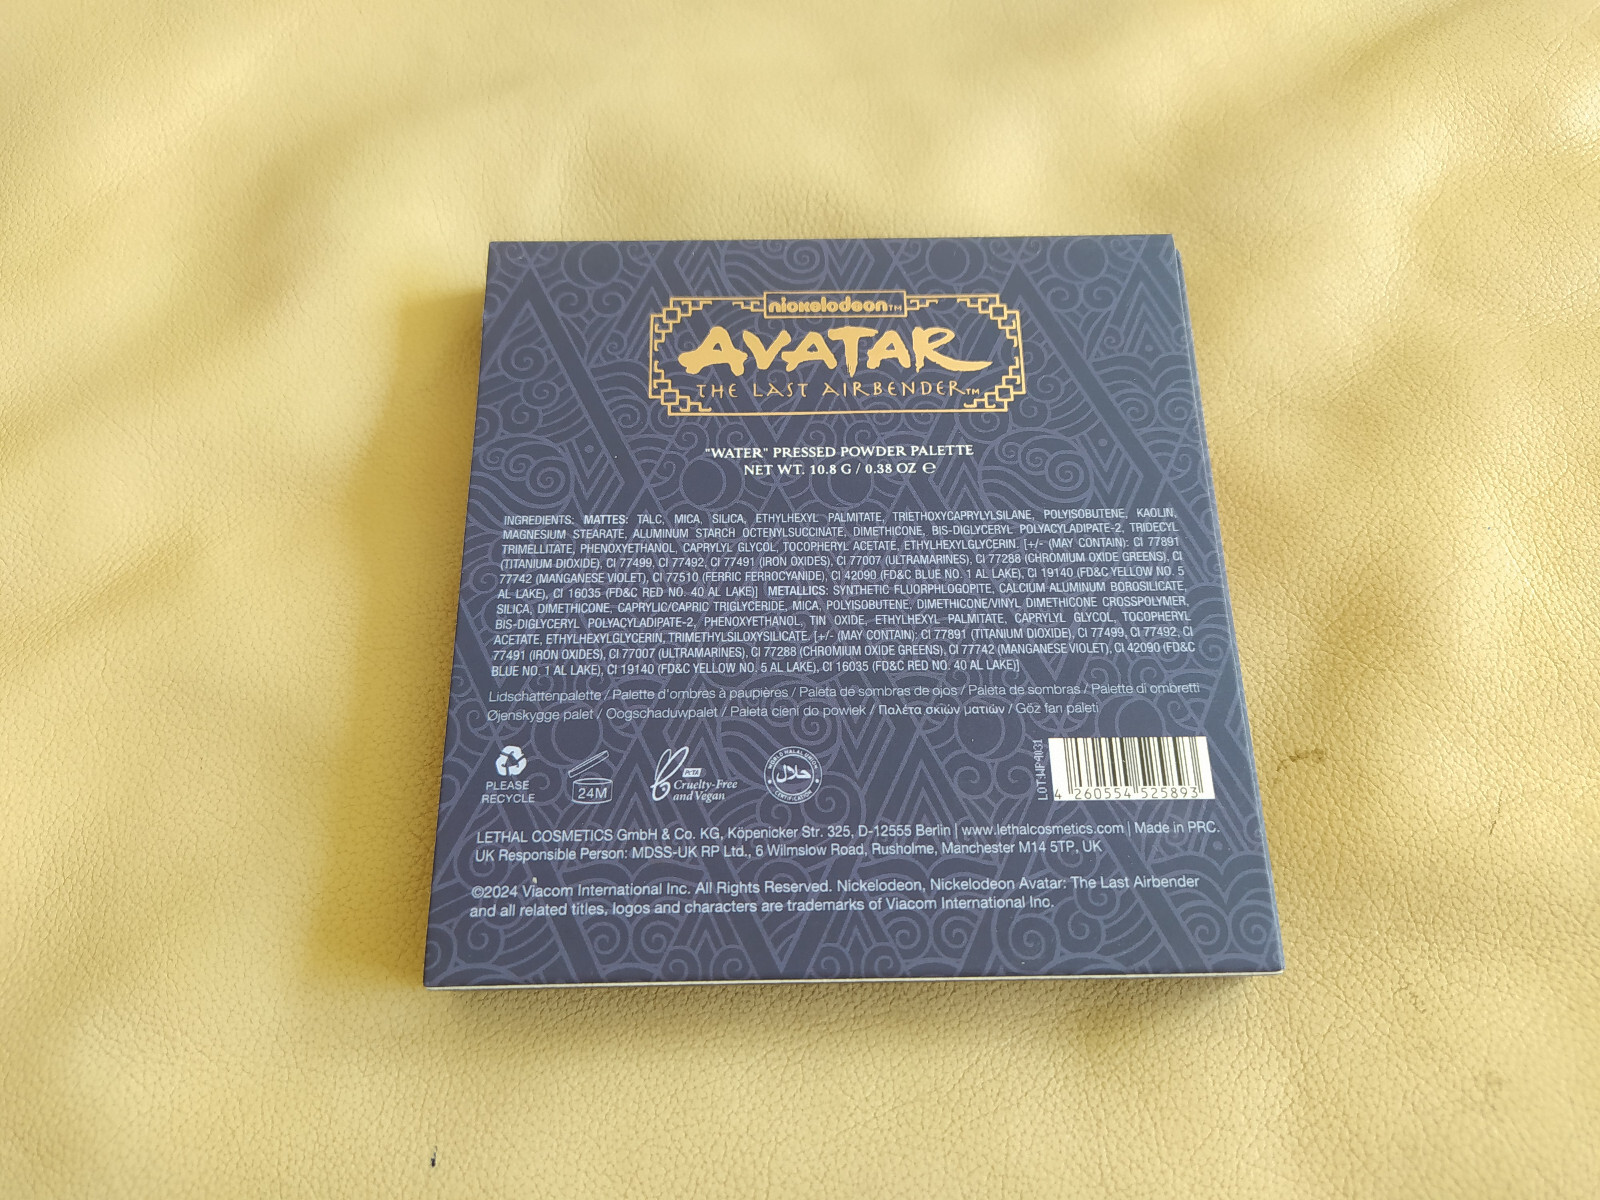 nickelodeon™
AVATAR
THE LAST AIRBENDER™
"WATER" PRESSED POWDER PALETTE
NET WT. 10.8 G / 0.38 OZ ℮
INGREDIENTS: MATTES: TALC, MICA, SILICA, ETHYLHEXYL PALMITATE, TRIETHOXYCAPRYLYLSILANE, POLYISOBUTENE, KAOLIN,
MAGNESIUM STEARATE, ALUMINUM STARCH OCTENYLSUCCINATE, DIMETHICONE, BIS-DIGLYCERYL POLYACYLADIPATE-2, TRIDECYL
TRIMELLITATE, PHENOXYETHANOL, CAPRYLYL GLYCOL, TOCOPHERYL ACETATE, ETHYLHEXYLGLYCERIN. [+/- (MAY CONTAIN): CI 77891
(TITANIUM DIOXIDE), CI 77499, CI 77492, CI 77491 (IRON OXIDES), CI 77007 (ULTRAMARINES), CI 77288 (CHROMIUM OXIDE GREENS), CI
77742 (MANGANESE VIOLET), CI 77510 (FERRIC FERROCYANIDE), CI 42090 (FD&C BLUE NO. 1 AL LAKE), CI 19140 (FD&C YELLOW NO. 5
AL LAKE), CI 16035 (FD&C RED NO. 40 AL LAKE)] METALLICS: SYNTHETIC FLUORPHLOGOPITE, CALCIUM ALUMINUM BOROSILICATE,
SILICA, DIMETHICONE, CAPRYLIC/CAPRIC TRIGLYCERIDE, MICA, POLYISOBUTENE, DIMETHICONE/VINYL DIMETHICONE CROSSPOLYMER,
BIS-DIGLYCERYL POLYACYLADIPATE-2, PHENOXYETHANOL, TIN OXIDE, ETHYLHEXYL PALMITATE, CAPRYLYL GLYCOL, TOCOPHERYL
ACETATE, ETHYLHEXYLGLYCERIN, TRIMETHYLSILOXYSILICATE. [+/- (MAY CONTAIN): CI 77891 (TITANIUM DIOXIDE), CI 77499, CI 77492, CI
77491 (IRON OXIDES), CI 77007 (ULTRAMARINES), CI 77288 (CHROMIUM OXIDE GREENS), CI 77742 (MANGANESE VIOLET), CI 42090 (FD&C
BLUE NO. 1 AL LAKE), CI 19140 (FD&C YELLOW NO. 5 AL LAKE), CI 16035 (FD&C RED NO. 40 AL LAKE)]
Lidschattenpalette / Palette d'ombres à paupières / Paleta de sombras de ojos / Paleta de sombras / Palette di ombretti
Øjenskygge palet / Oogschaduwpalet / Paleta cieni do powiek / Παλέτα σκιών ματιών / Göz farı paleti
PLEASE
RECYCLE
24M
PETA
Cruelty-Free
and Vegan
WORLD HALAL UNION
حلال
CERTIFICATION
LOT:WP4031
4 260554 525893
LETHAL COSMETICS GmbH & Co. KG, Köpenicker Str. 325, D-12555 Berlin | www.lethalcosmetics.com | Made in PRC.
UK Responsible Person: MDSS-UK RP Ltd., 6 Wilmslow Road, Rusholme, Manchester M14 5TP, UK
©2024 Viacom International Inc. All Rights Reserved. Nickelodeon, Nickelodeon Avatar: The Last Airbender
and all related titles, logos and characters are trademarks of Viacom International Inc.